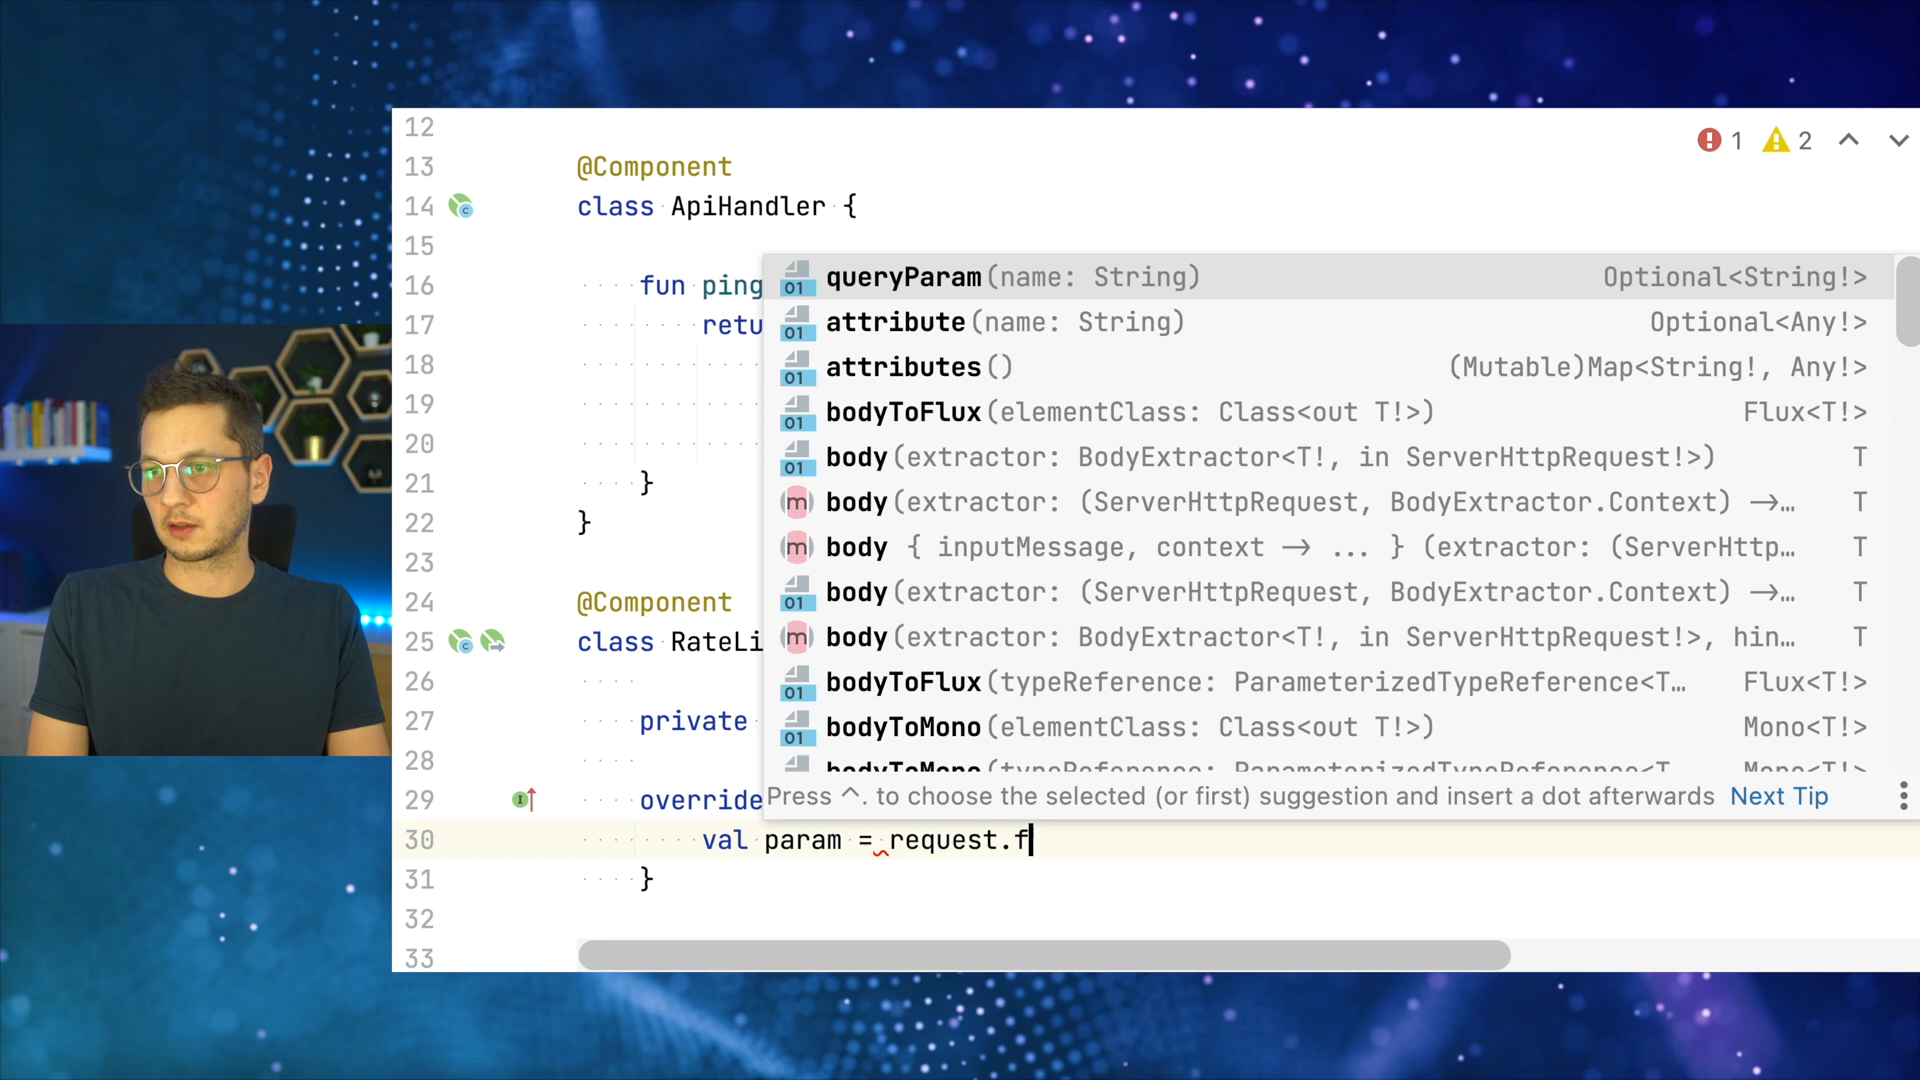 12
1 2
13 @Component
14 class ApiHandler {
15
16 fun ping
17 retu
18
19
20
21 }
22 }
23
24 @Component
25 class RateLi
26
27 private
28
29 override
30 val param = request.f
31 }
32
33
queryParam(name: String) Optional<String!>
attribute(name: String) Optional<Any!>
attributes() (Mutable)Map<String!, Any!>
bodyToFlux(elementClass: Class<out T!>) Flux<T!>
body(extractor: BodyExtractor<T!, in ServerHttpRequest!>) T
body(extractor: (ServerHttpRequest, BodyExtractor.Context) →… T
body { inputMessage, context → ... } (extractor: (ServerHttp… T
body(extractor: (ServerHttpRequest, BodyExtractor.Context) →… T
body(extractor: BodyExtractor<T!, in ServerHttpRequest!>, hin… T
bodyToFlux(typeReference: ParameterizedTypeReference<T… Flux<T!>
bodyToMono(elementClass: Class<out T!>) Mono<T!>
bodyToMono(typeReference: ParameterizedTypeReference<T Mono<T!>
Press ^. to choose the selected (or first) suggestion and insert a dot afterwards Next Tip